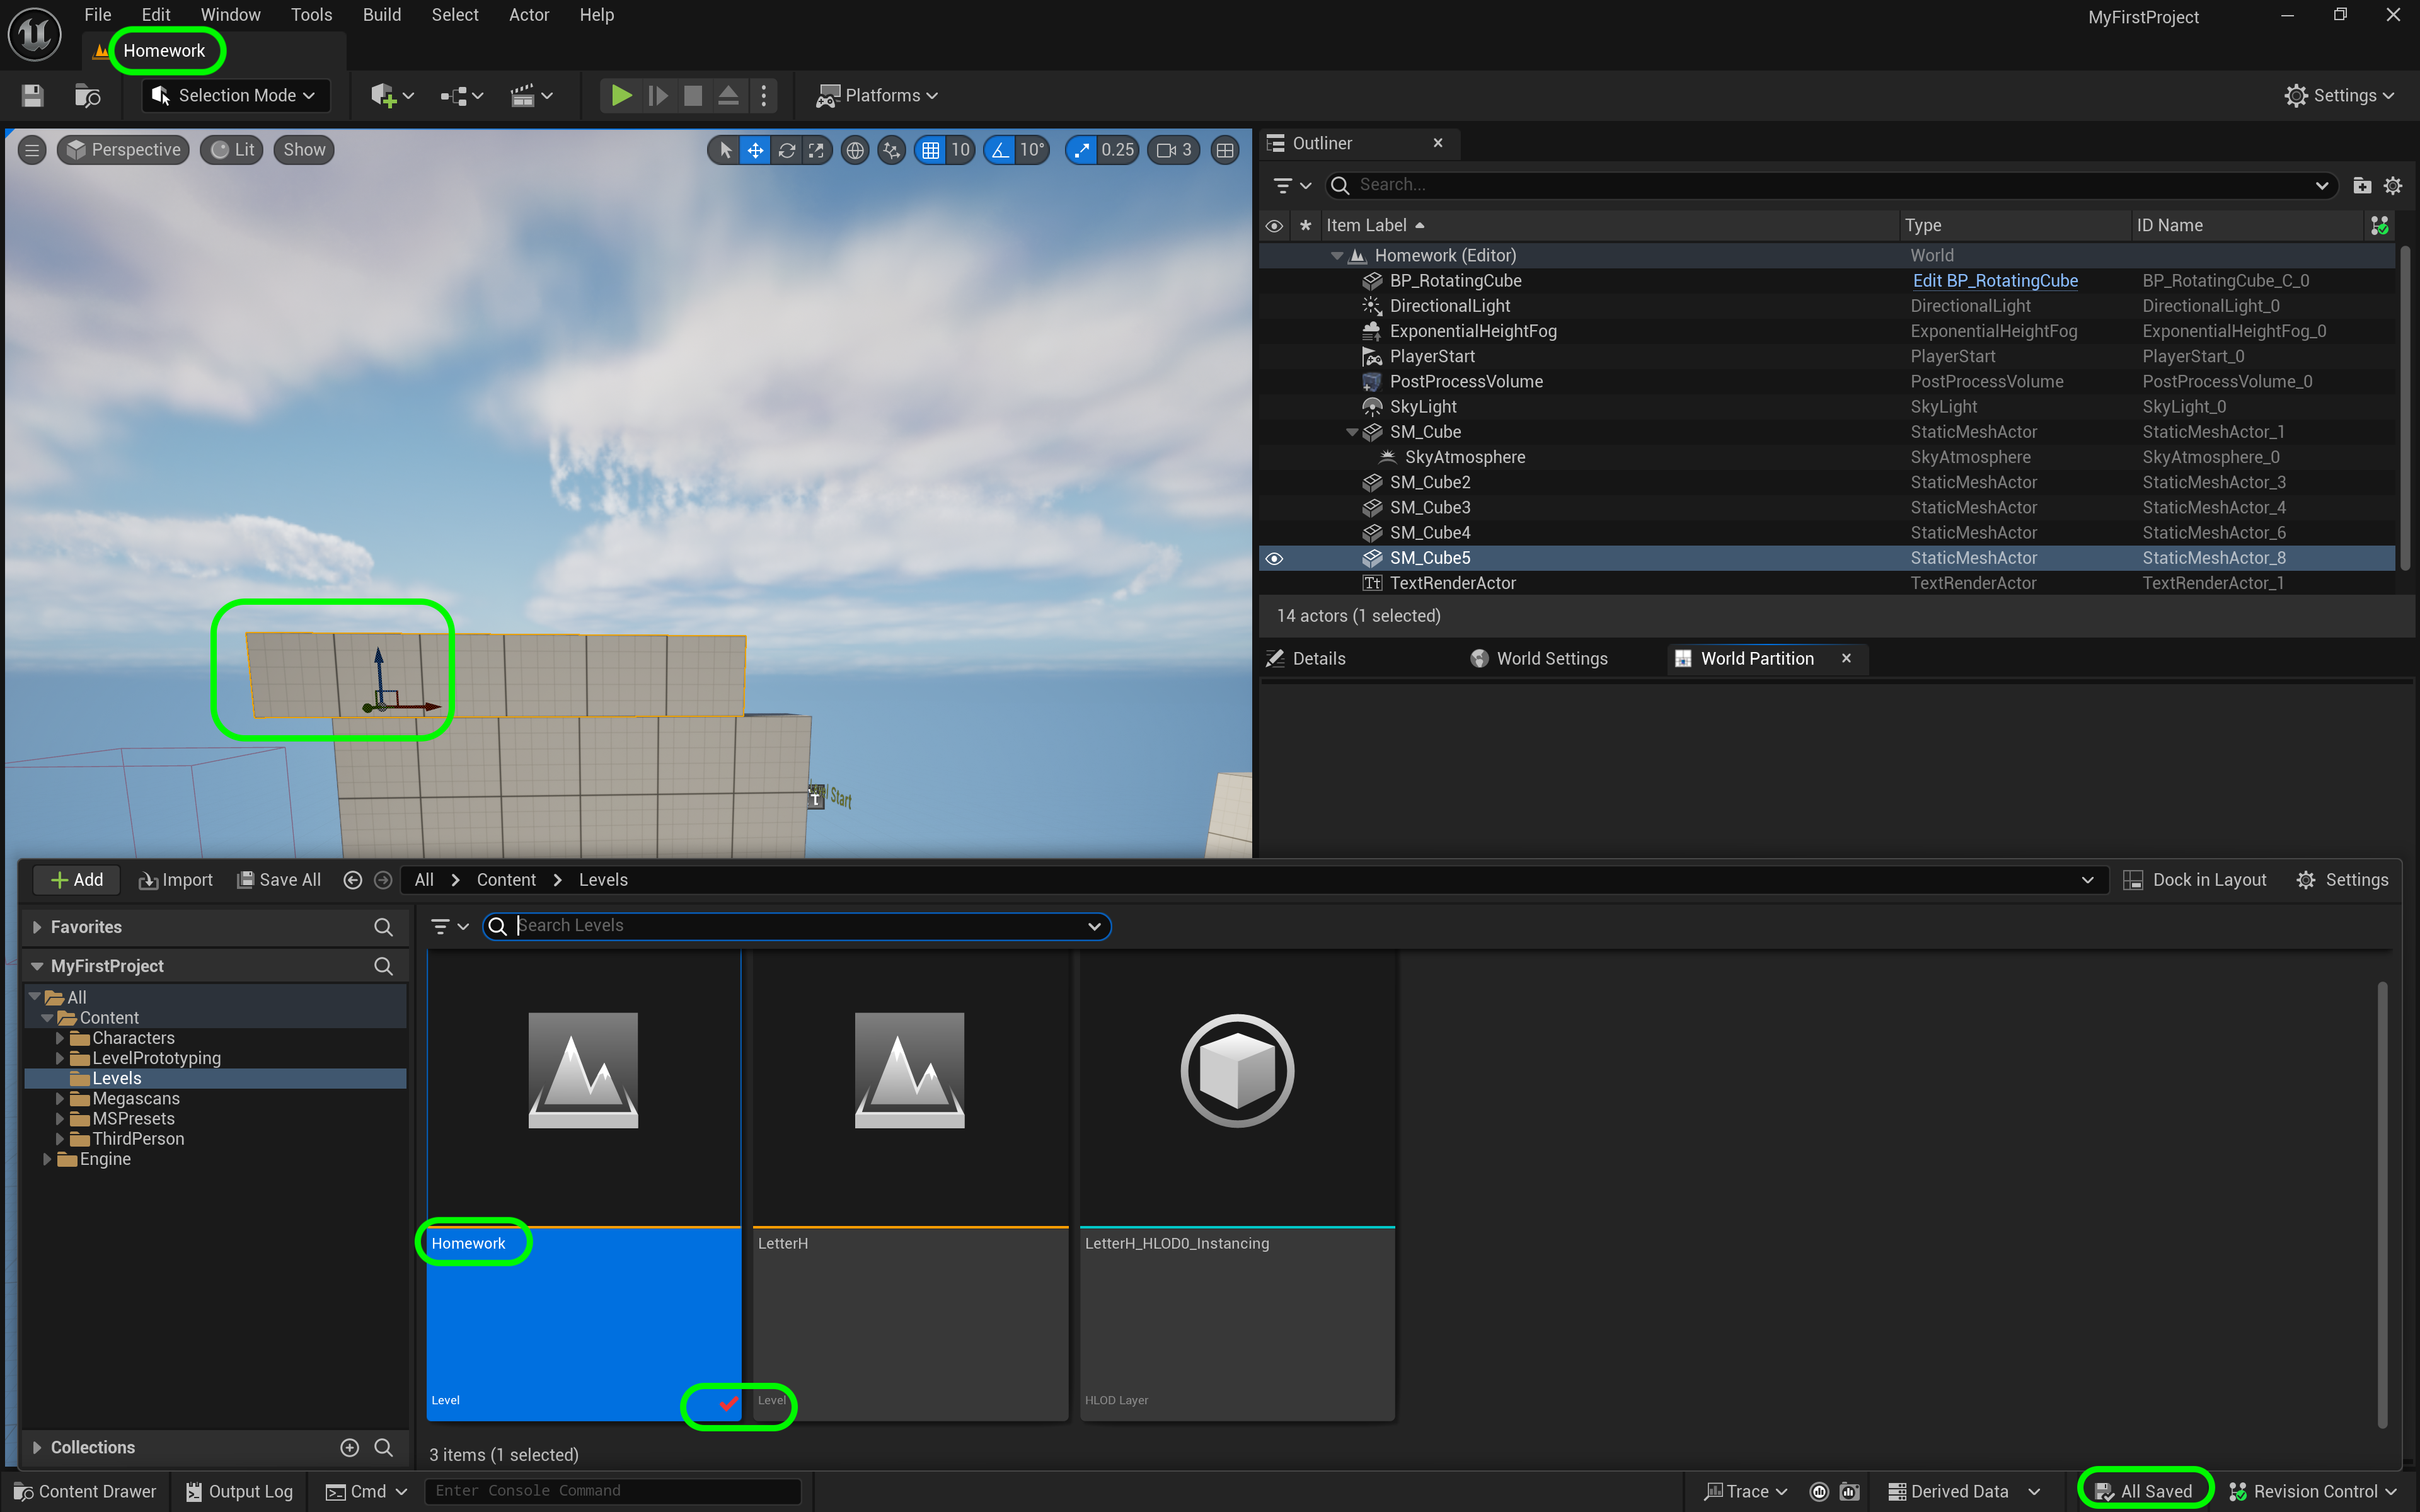 File Edit Window Tools Build Select Actor Help
MyFirstProject
Homework
Selection Mode
Platforms
Settings
Perspective Lit Show
10 10° 0.25 3
Outliner
Search...
Item Label Type ID Name
Homework (Editor) World
BP_RotatingCube Edit BP_RotatingCube BP_RotatingCube_C_0
DirectionalLight DirectionalLight DirectionalLight_0
ExponentialHeightFog ExponentialHeightFog ExponentialHeightFog_0
PlayerStart PlayerStart PlayerStart_0
PostProcessVolume PostProcessVolume PostProcessVolume_0
SkyLight SkyLight SkyLight_0
SM_Cube StaticMeshActor StaticMeshActor_1
SkyAtmosphere SkyAtmosphere SkyAtmosphere_0
SM_Cube2 StaticMeshActor StaticMeshActor_3
SM_Cube3 StaticMeshActor StaticMeshActor_4
SM_Cube4 StaticMeshActor StaticMeshActor_6
SM_Cube5 StaticMeshActor StaticMeshActor_8
TextRenderActor TextRenderActor TextRenderActor_1
14 actors (1 selected)
Details World Settings World Partition
Start
Add Import Save All All Content Levels Dock in Layout Settings
Favorites
Search Levels
MyFirstProject
All
Content
Characters
LevelPrototyping
Levels
Megascans
MSPresets
ThirdPerson
Engine
Homework
Level
LetterH
Level
LetterH_HLOD0_Instancing
HLOD Layer
Collections
3 items (1 selected)
Content Drawer Output Log Cmd Enter Console Command Trace Derived Data All Saved Revision Control